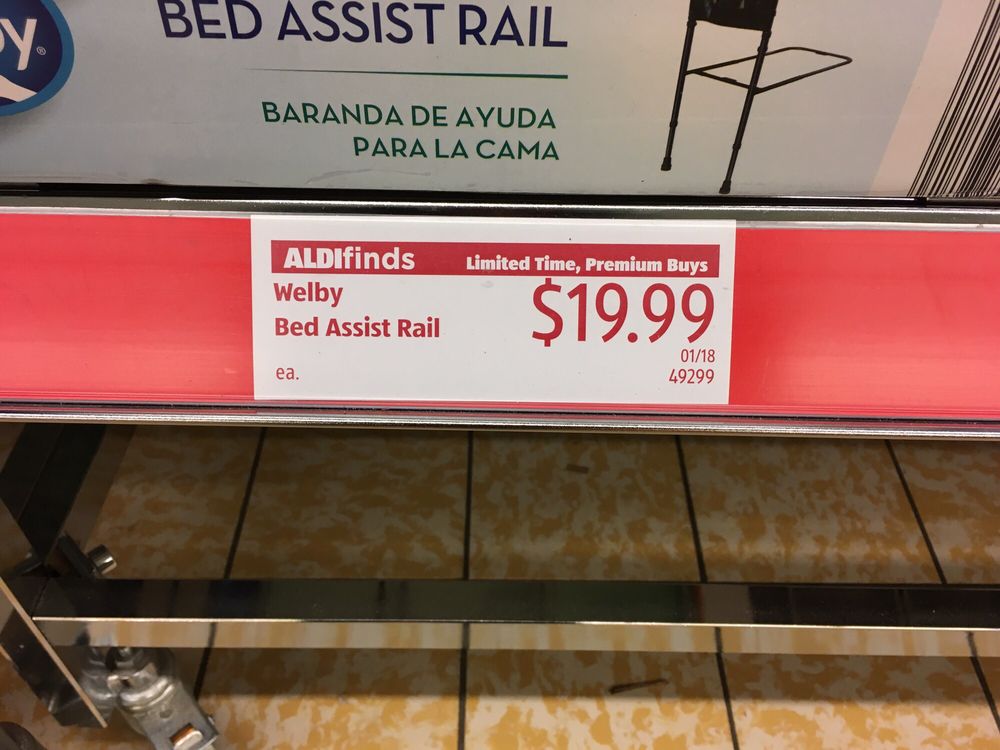 BED ASSIST RAIL
BARANDA DE AYUDA
PARA LA CAMA
ALDIfinds Limited Time, Premium Buys
Welby
Bed Assist Rail
$19.99
ea.
01/18
49299